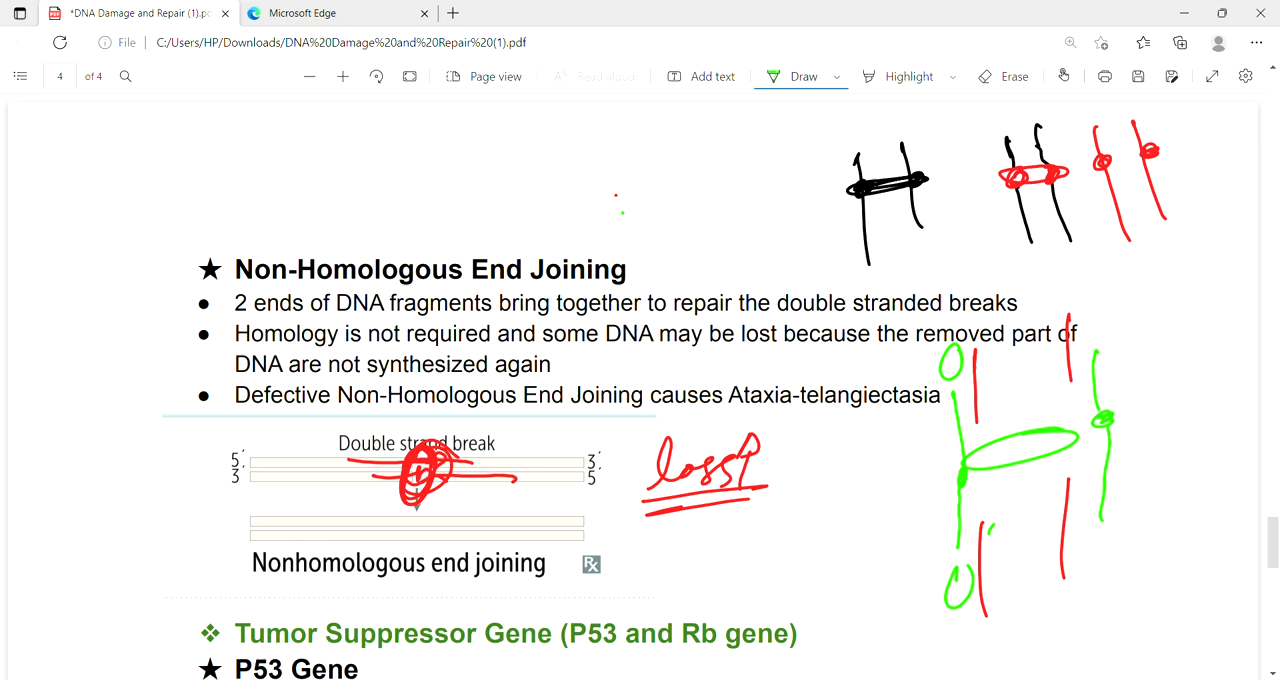 *DNA Damage and Repair (1).pd
Microsoft Edge
File
C:/Users/HP/Downloads/DNA%20Damage%20and%20Repair%20(1).pdf
4 of 4
Page view
Read aloud
Add text
Draw
Highlight
Erase
★ Non-Homologous End Joining
● 2 ends of DNA fragments bring together to repair the double stranded breaks
● Homology is not required and some DNA may be lost because the removed part of
DNA are not synthesized again
● Defective Non-Homologous End Joining causes Ataxia-telangiectasia
Double strand break
5´ 3´
3´ 5´
Nonhomologous end joining
Rx
❖ Tumor Suppressor Gene (P53 and Rb gene)
★ P53 Gene